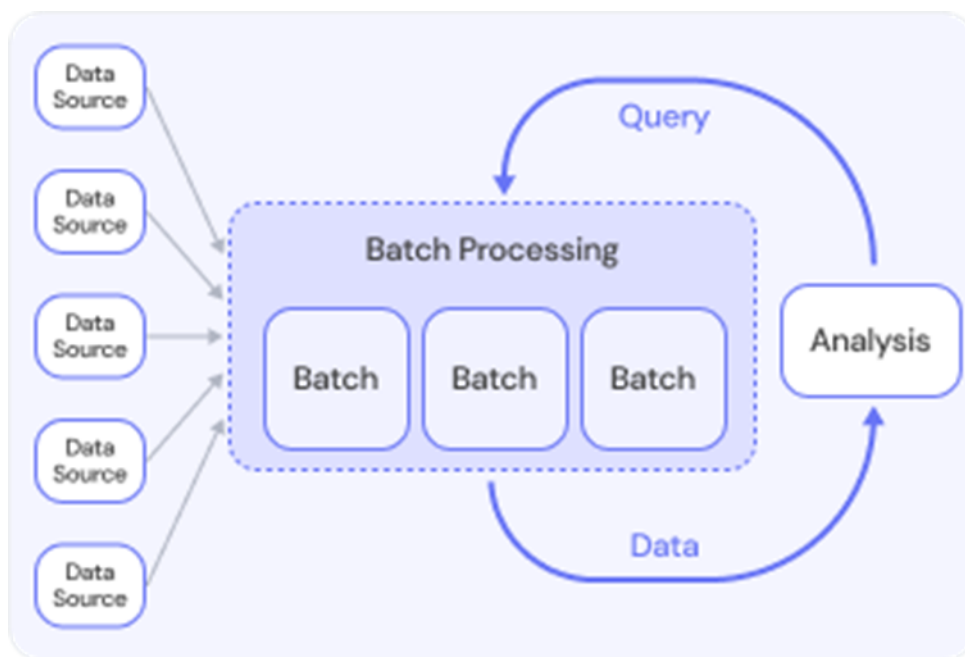 Data
Source
Data
Source
Data
Source
Data
Source
Data
Source
Query
Batch Processing
Batch
Batch
Batch
Analysis
Data